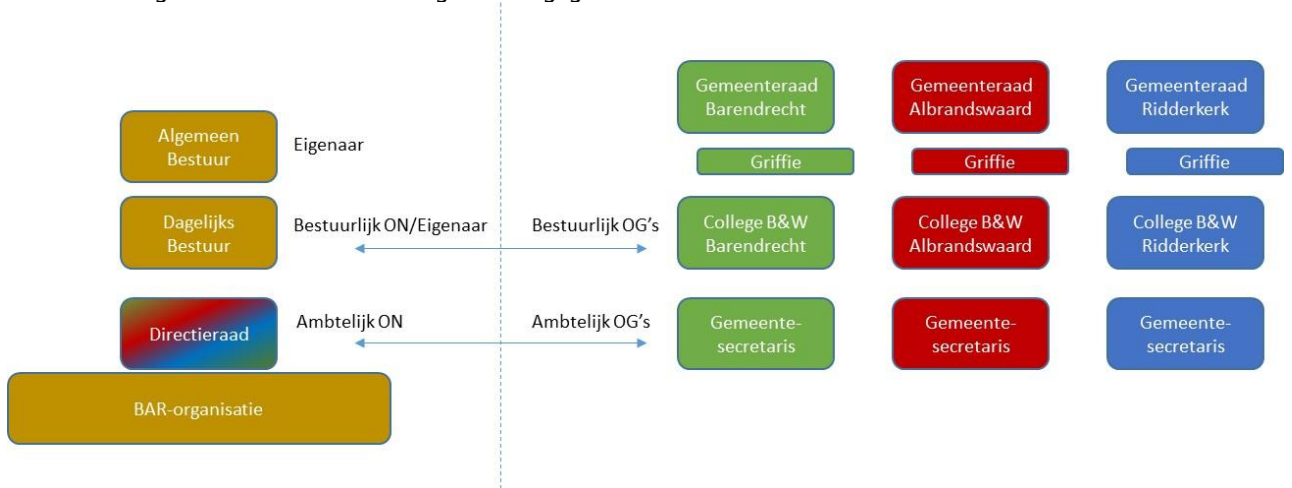 Gemeenteraad
Barendrecht
Gemeenteraad
Albrandswaard
Gemeenteraad
Ridderkerk
Algemeen
Bestuur
Eigenaar
Griffie
Griffie
Griffie
Dagelijks
Bestuur
Bestuurlijk ON/Eigenaar
Bestuurlijk OG's
College B&W
Barendrecht
College B&W
Albrandswaard
College B&W
Ridderkerk
Directieraad
Ambtelijk ON
Ambtelijk OG's
Gemeente-
secretaris
Gemeente-
secretaris
Gemeente-
secretaris
BAR-organisatie